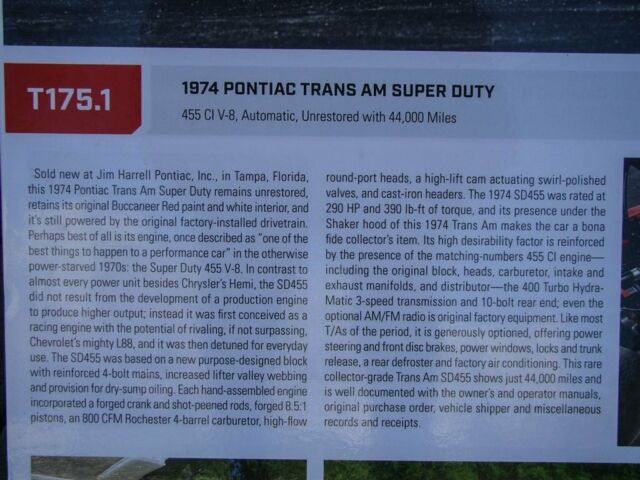 T175.1
1974 PONTIAC TRANS AM SUPER DUTY
455 CI V-8, Automatic, Unrestored with 44,000 Miles
Sold new at Jim Harrell Pontiac, Inc., in Tampa, Florida,
this 1974 Pontiac Trans Am Super Duty remains unrestored,
retains its original Buccaneer Red paint and white interior, and
it's still powered by the original factory-installed drivetrain.
Perhaps best of all is its engine, once described as "one of the
best things to happen to a performance car" in the otherwise
power-starved 1970s: the Super Duty 455 V-8. In contrast to
almost every power unit besides Chrysler's Hemi, the SD455
did not result from the development of a production engine
to produce higher output; instead it was first conceived as a
racing engine with the potential of rivaling, if not surpassing,
Chevrolet's mighty L88, and it was then detuned for everyday
use. The SD455 was based on a new purpose-designed block
with reinforced 4-bolt mains, increased lifter valley webbing
and provision for dry-sump oiling. Each hand-assembled engine
incorporated a forged crank and shot-peened rods, forged 8.5:1
pistons, an 800 CFM Rochester 4-barrel carburetor, high-flow
round-port heads, a high-lift cam actuating swirl-polished
valves, and cast-iron headers. The 1974 SD455 was rated at
290 HP and 390 lb-ft of torque, and its presence under the
Shaker hood of this 1974 Trans Am makes the car a bona
fide collector's item. Its high desirability factor is reinforced
by the presence of the matching-numbers 455 CI engine—
including the original block, heads, carburetor, intake and
exhaust manifolds, and distributor—the 400 Turbo Hydra-
Matic 3-speed transmission and 10-bolt rear end; even the
optional AM/FM radio is original factory equipment. Like most
T/As of the period, it is generously optioned, offering power
steering and front disc brakes, power windows, locks and trunk
release, a rear defroster and factory air conditioning. This rare
collector-grade Trans Am SD455 shows just 44,000 miles and
is well documented with the owner's and operator manuals,
original purchase order, vehicle shipper and miscellaneous
records and receipts.